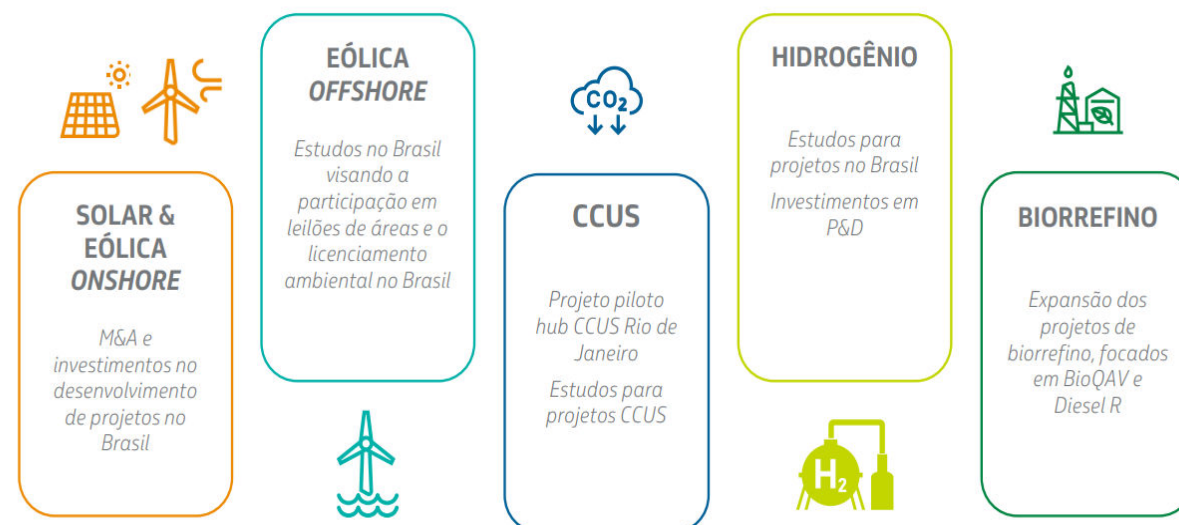 SOLAR &
EÓLICA
ONSHORE
M&A e
investimentos no
desenvolvimento
de projetos no
Brasil
EÓLICA
OFFSHORE
Estudos no Brasil
visando a
participação em
leilões de áreas e o
licenciamento
ambiental no Brasil
CO₂
CCUS
Projeto piloto
hub CCUS Rio de
Janeiro
Estudos para
projetos CCUS
HIDROGÊNIO
Estudos para
projetos no Brasil
Investimentos em
P&D
H₂
BIORREFINO
Expansão dos
projetos de
biorrefino, focados
em BioQAV e
Diesel R